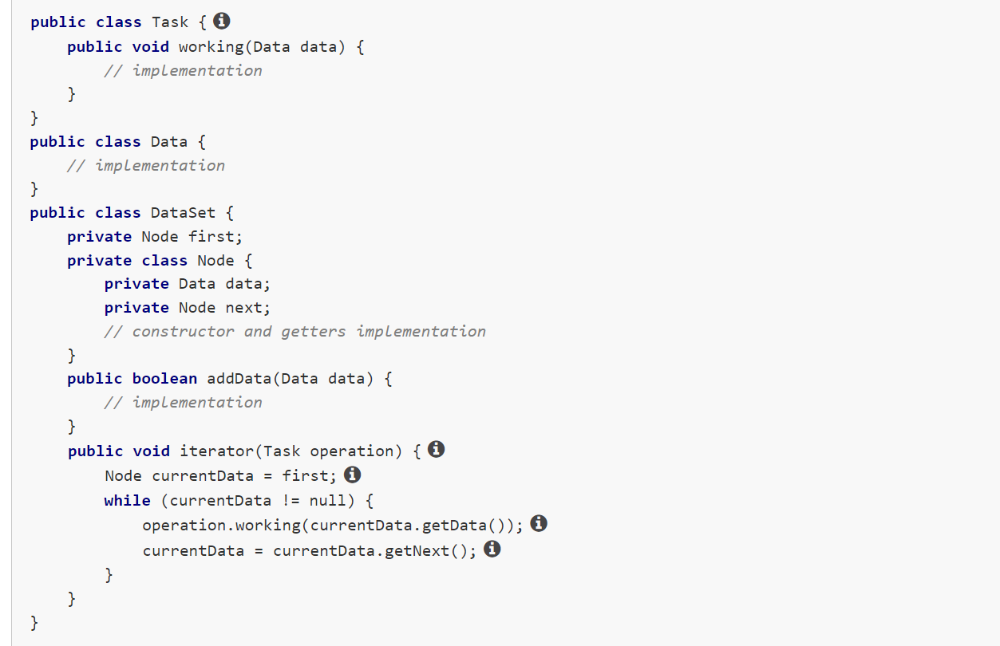 public class Task {
    public void working(Data data) {
        // implementation
    }
}
public class Data {
    // implementation
}
public class DataSet {
    private Node first;
    private class Node {
        private Data data;
        private Node next;
        // constructor and getters implementation
    }
    public boolean addData(Data data) {
        // implementation
    }
    public void iterator(Task operation) {
        Node currentData = first;
        while (currentData != null) {
            operation.working(currentData.getData());
            currentData = currentData.getNext();
        }
    }
}